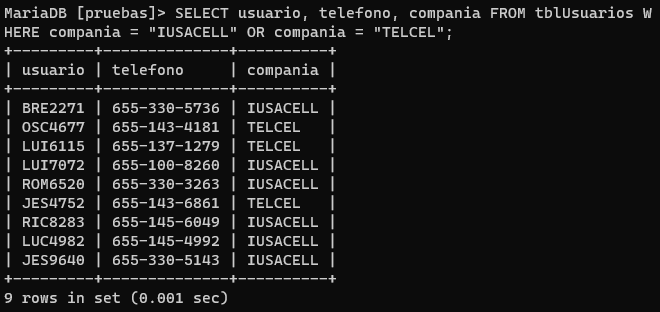 MariaDB [pruebas]> SELECT usuario, telefono, compania FROM tblUsuarios W
HERE compania = "IUSACELL" OR compania = "TELCEL";
+---------+--------------+----------+
| usuario | telefono     | compania |
+---------+--------------+----------+
| BRE2271 | 655-330-5736 | IUSACELL |
| OSC4677 | 655-143-4181 | TELCEL   |
| LUI6115 | 655-137-1279 | TELCEL   |
| LUI7072 | 655-100-8260 | IUSACELL |
| ROM6520 | 655-330-3263 | IUSACELL |
| JES4752 | 655-143-6861 | TELCEL   |
| RIC8283 | 655-145-6049 | IUSACELL |
| LUC4982 | 655-145-4992 | IUSACELL |
| JES9640 | 655-330-5143 | IUSACELL |
+---------+--------------+----------+
9 rows in set (0.001 sec)